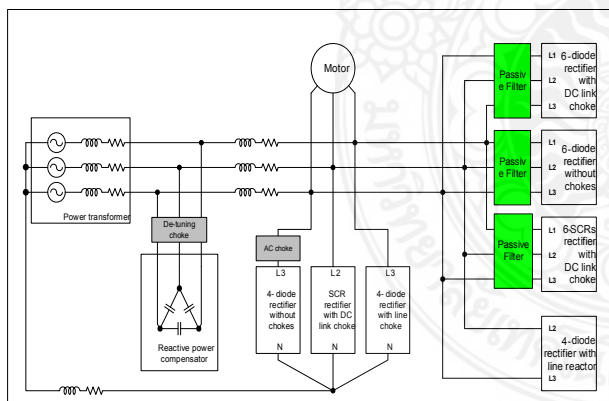 Motor
Power transformer
De-tuning
choke
Reactive power
compensator
AC choke
L3
4- diode
rectifier
without
chokes
N
L2
SCR
rectifier
with DC
link choke
N
L3
4-diode
rectifier
with line
choke
N
Passiv
e Filter
L1
L2
L3
6-diode
rectifier
with
DC link
choke
Passiv
e Filter
L1
L2
L3
6-diode
rectifier
without
chokes
Passive
Filter
L1
L2
L3
6-SCRs
rectifier
with
DC link
choke
L2
L3
4-diode
rectifier with
line reactor